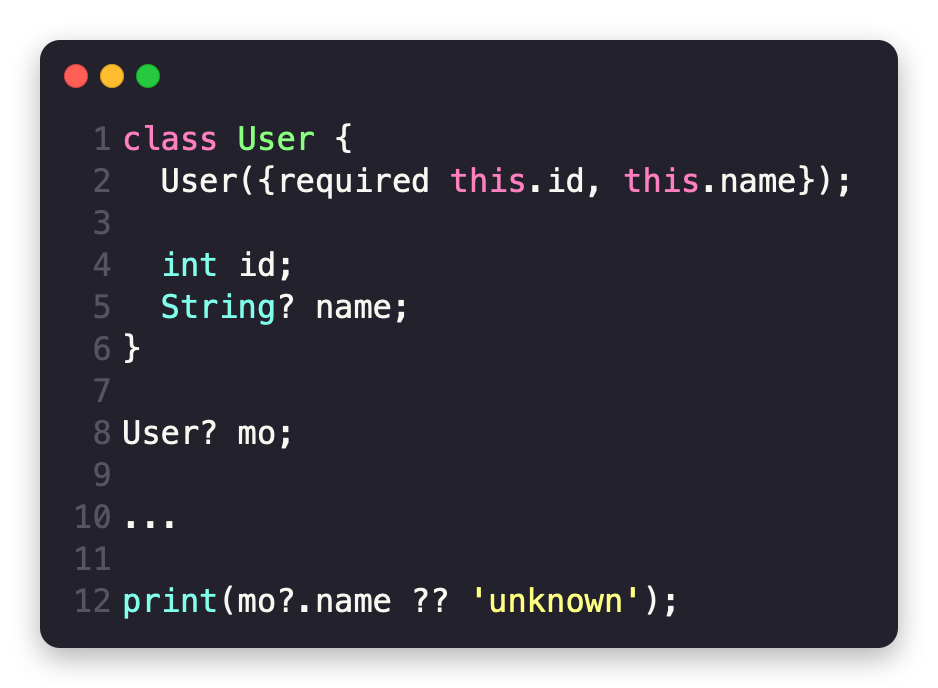 1 class User {
2   User({required this.id, this.name});
3
4   int id;
5   String? name;
6 }
7
8 User? mo;
9
10 ...
11
12 print(mo?.name ?? 'unknown');